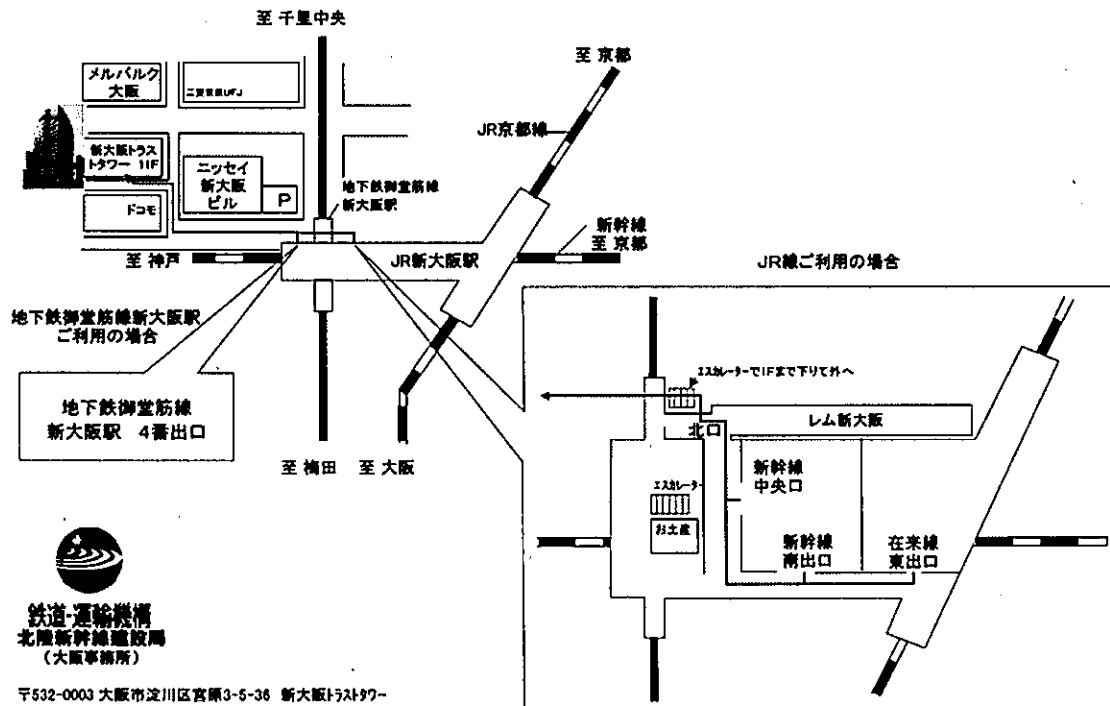 至 千里中央
至 京都
メルパルク
大阪
三菱東京UFJ
JR京都線
新大阪トラス
トタワー 11F
ニッセイ
新大阪
ビル
P
地下鉄御堂筋線
新大阪駅
ドコモ
新幹線
至 京都
至 神戸
JR新大阪駅
JR線ご利用の場合
地下鉄御堂筋線新大阪駅
ご利用の場合
エスカレーターで1Fまで下りて外へ
地下鉄御堂筋線
新大阪駅 4番出口
レム新大阪
北口
至 梅田
至 大阪
新幹線
中央口
エスカレーター
お土産
新幹線
南出口
在来線
東出口
鉄道・運輸機構
北陸新幹線建設局
(大阪事務所)
〒532-0003 大阪市淀川区宮原3-5-36 新大阪トラストタワー